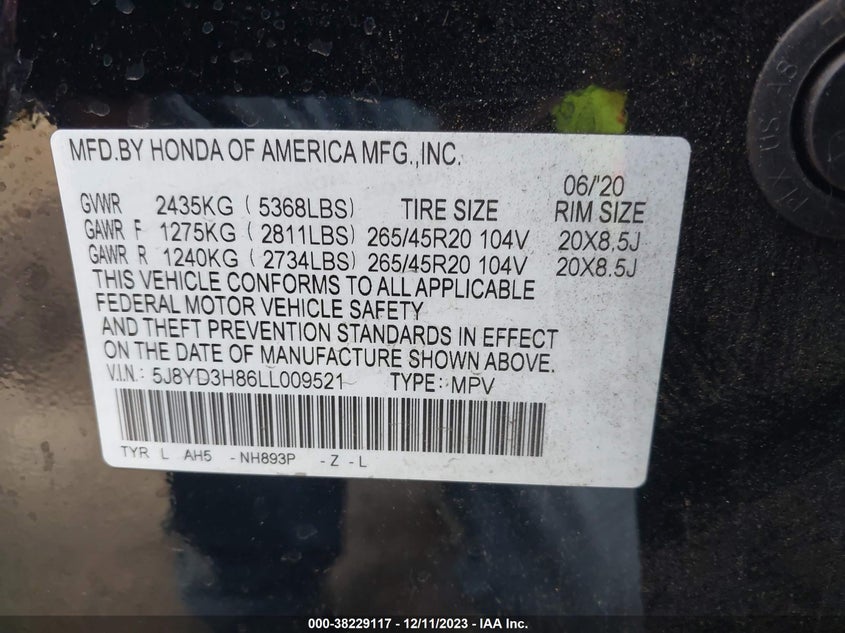 MFD.BY HONDA OF AMERICA MFG.,INC.
06/'20
GVWR 2435KG ( 5368LBS) TIRE SIZE RIM SIZE
GAWR F 1275KG ( 2811LBS) 265/45R20 104V 20X8.5J
GAWR R 1240KG ( 2734LBS) 265/45R20 104V 20X8.5J
THIS VEHICLE CONFORMS TO ALL APPLICABLE
FEDERAL MOTOR VEHICLE SAFETY
AND THEFT PREVENTION STANDARDS IN EFFECT
ON THE DATE OF MANUFACTURE SHOWN ABOVE.
V.I.N.: 5J8YD3H86LL009521 TYPE: MPV
TYR L AH5 -NH893P -Z -L
000-38229117 - 12/11/2023 - IAA Inc.